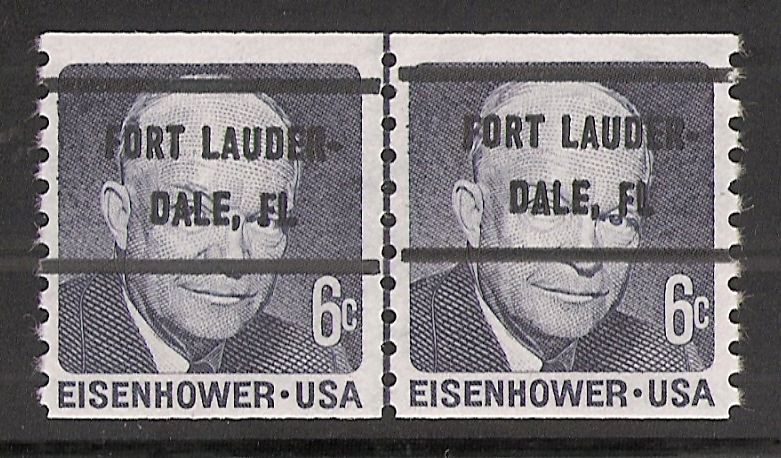 FORT LAUDER-
DALE, FL
6c
EISENHOWER·USA
FORT LAUDER-
DALE, FL
6c
EISENHOWER·USA